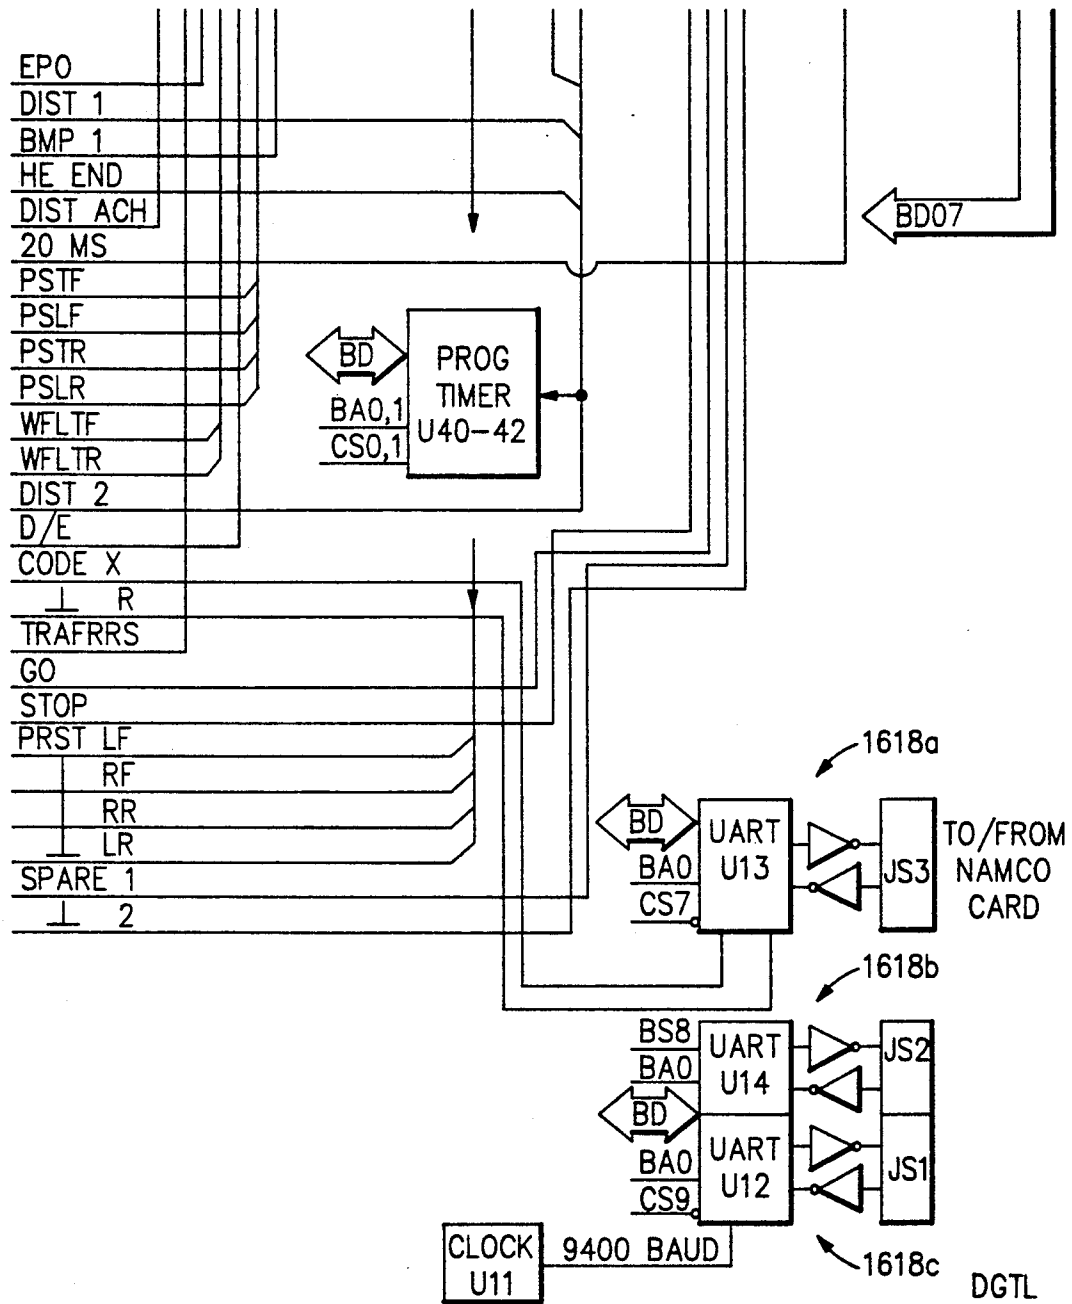 EPO
DIST 1
BMP 1
HE END
DIST ACH
20 MS
PSTF
PSLF
PSTR
PSLR
WFLTF
WFLTR
DIST 2
D/E
CODE X
R
TRAFRRS
GO
STOP
PRST LF
RF
RR
LR
SPARE 1
2
BD07
BD
BA0,1
CS0,1
PROG
TIMER
U40-42
1618a
BD
BA0
CS7
UART
U13
JS3
TO/FROM
NAMCO
CARD
1618b
BS8
BA0
UART
U14
JS2
BD
BA0
CS9
UART
U12
JS1
CLOCK
U11
9400 BAUD
1618c
DGTL